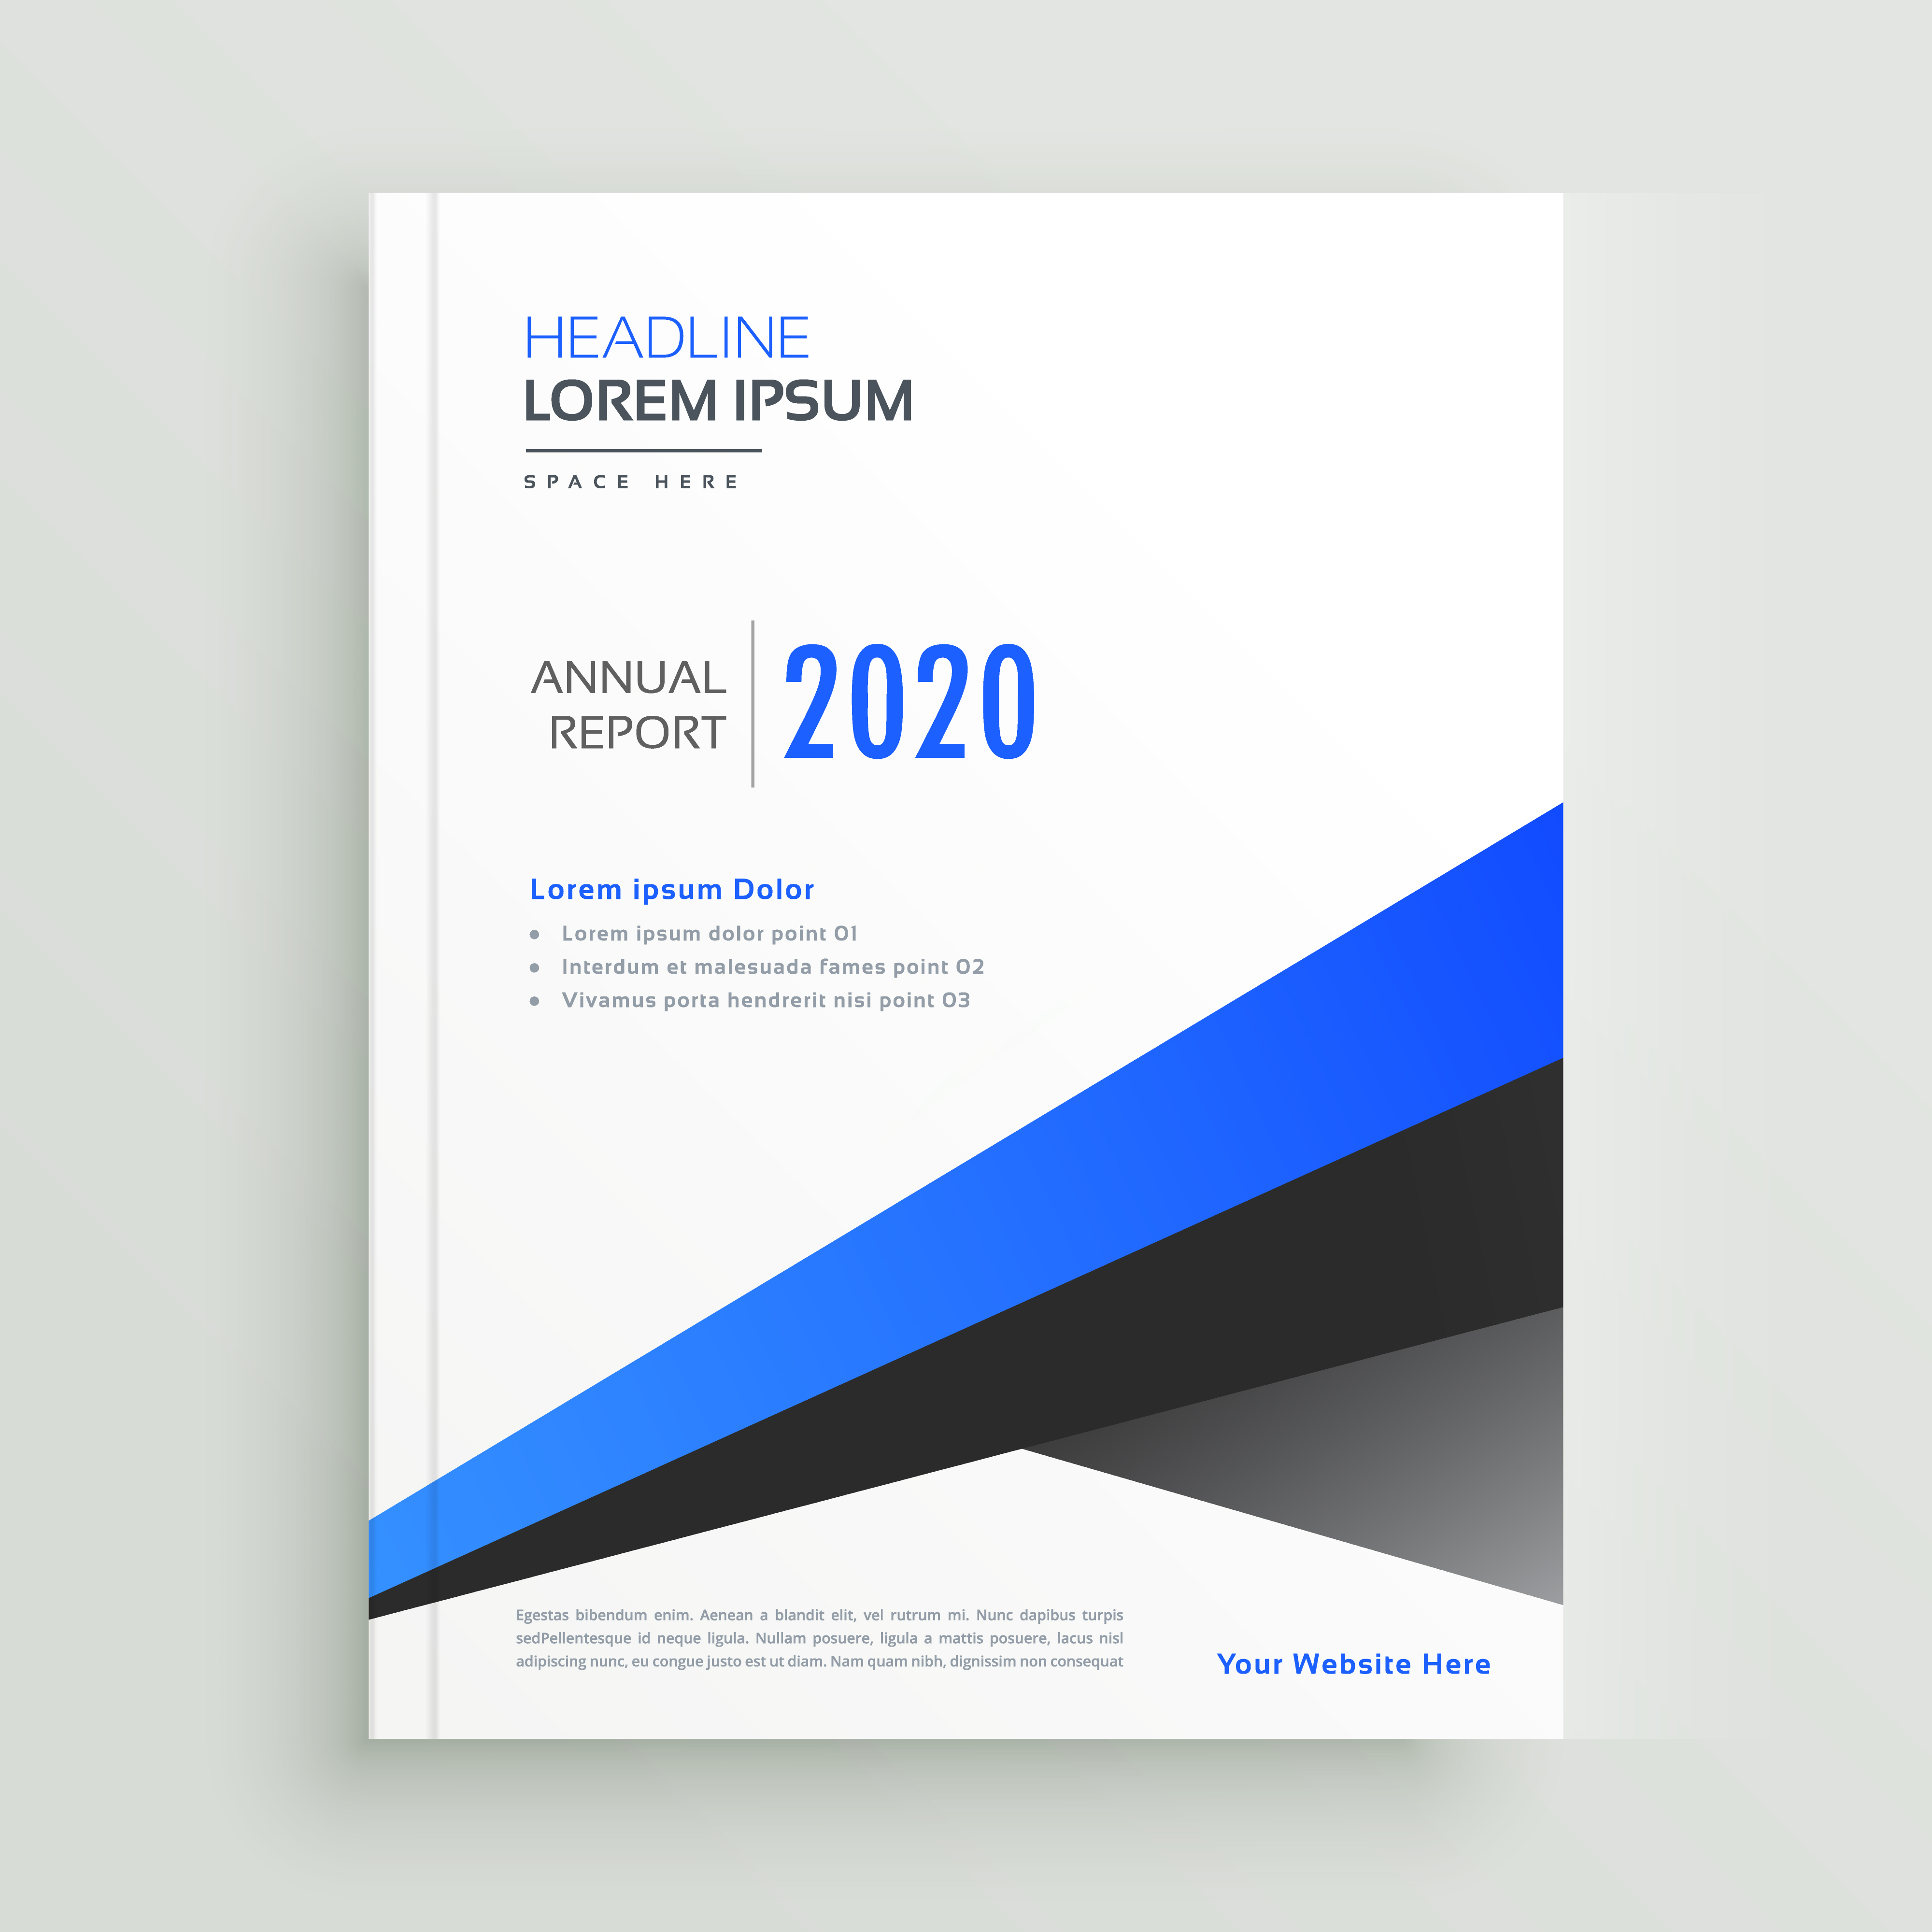 HEADLINE
LOREM IPSUM
SPACE HERE
ANNUAL
REPORT
2020
Lorem ipsum Dolor
• Lorem ipsum dolor point 01
• Interdum et malesuada fames point 02
• Vivamus porta hendrerit nisi point 03
Egestas bibendum enim. Aenean a blandit elit, vel rutrum mi. Nunc dapibus turpis
sedPellentesque id neque ligula. Nullam posuere, ligula a mattis posuere, lacus nisl
adipiscing nunc, eu congue justo est ut diam. Nam quam nibh, dignissim non consequat
Your Website Here